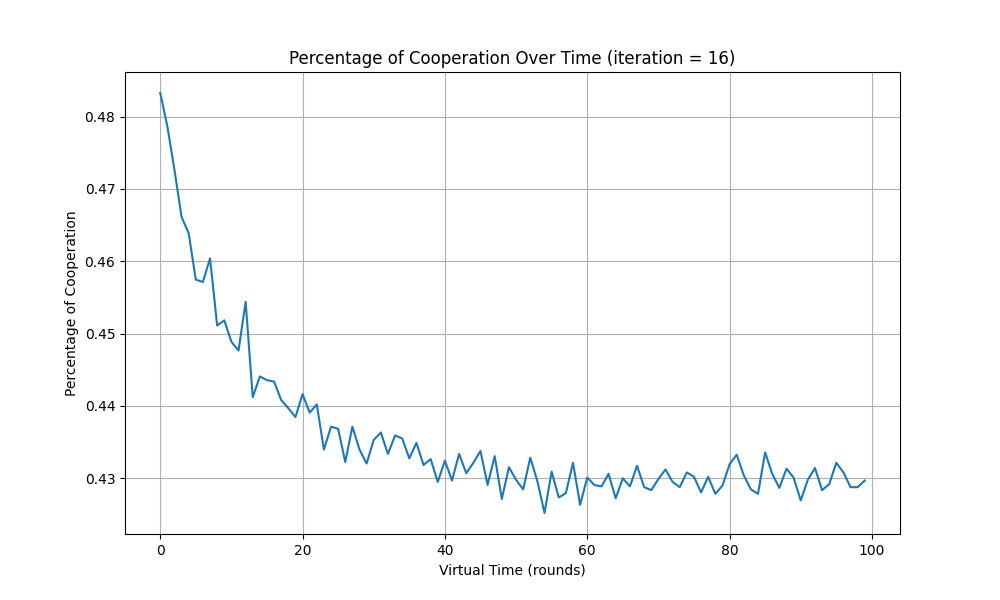 Percentage of Cooperation Over Time (iteration = 16)
0.48
0.47
0.46
0.45
0.44
0.43
Percentage of Cooperation
0 20 40 60 80 100
Virtual Time (rounds)